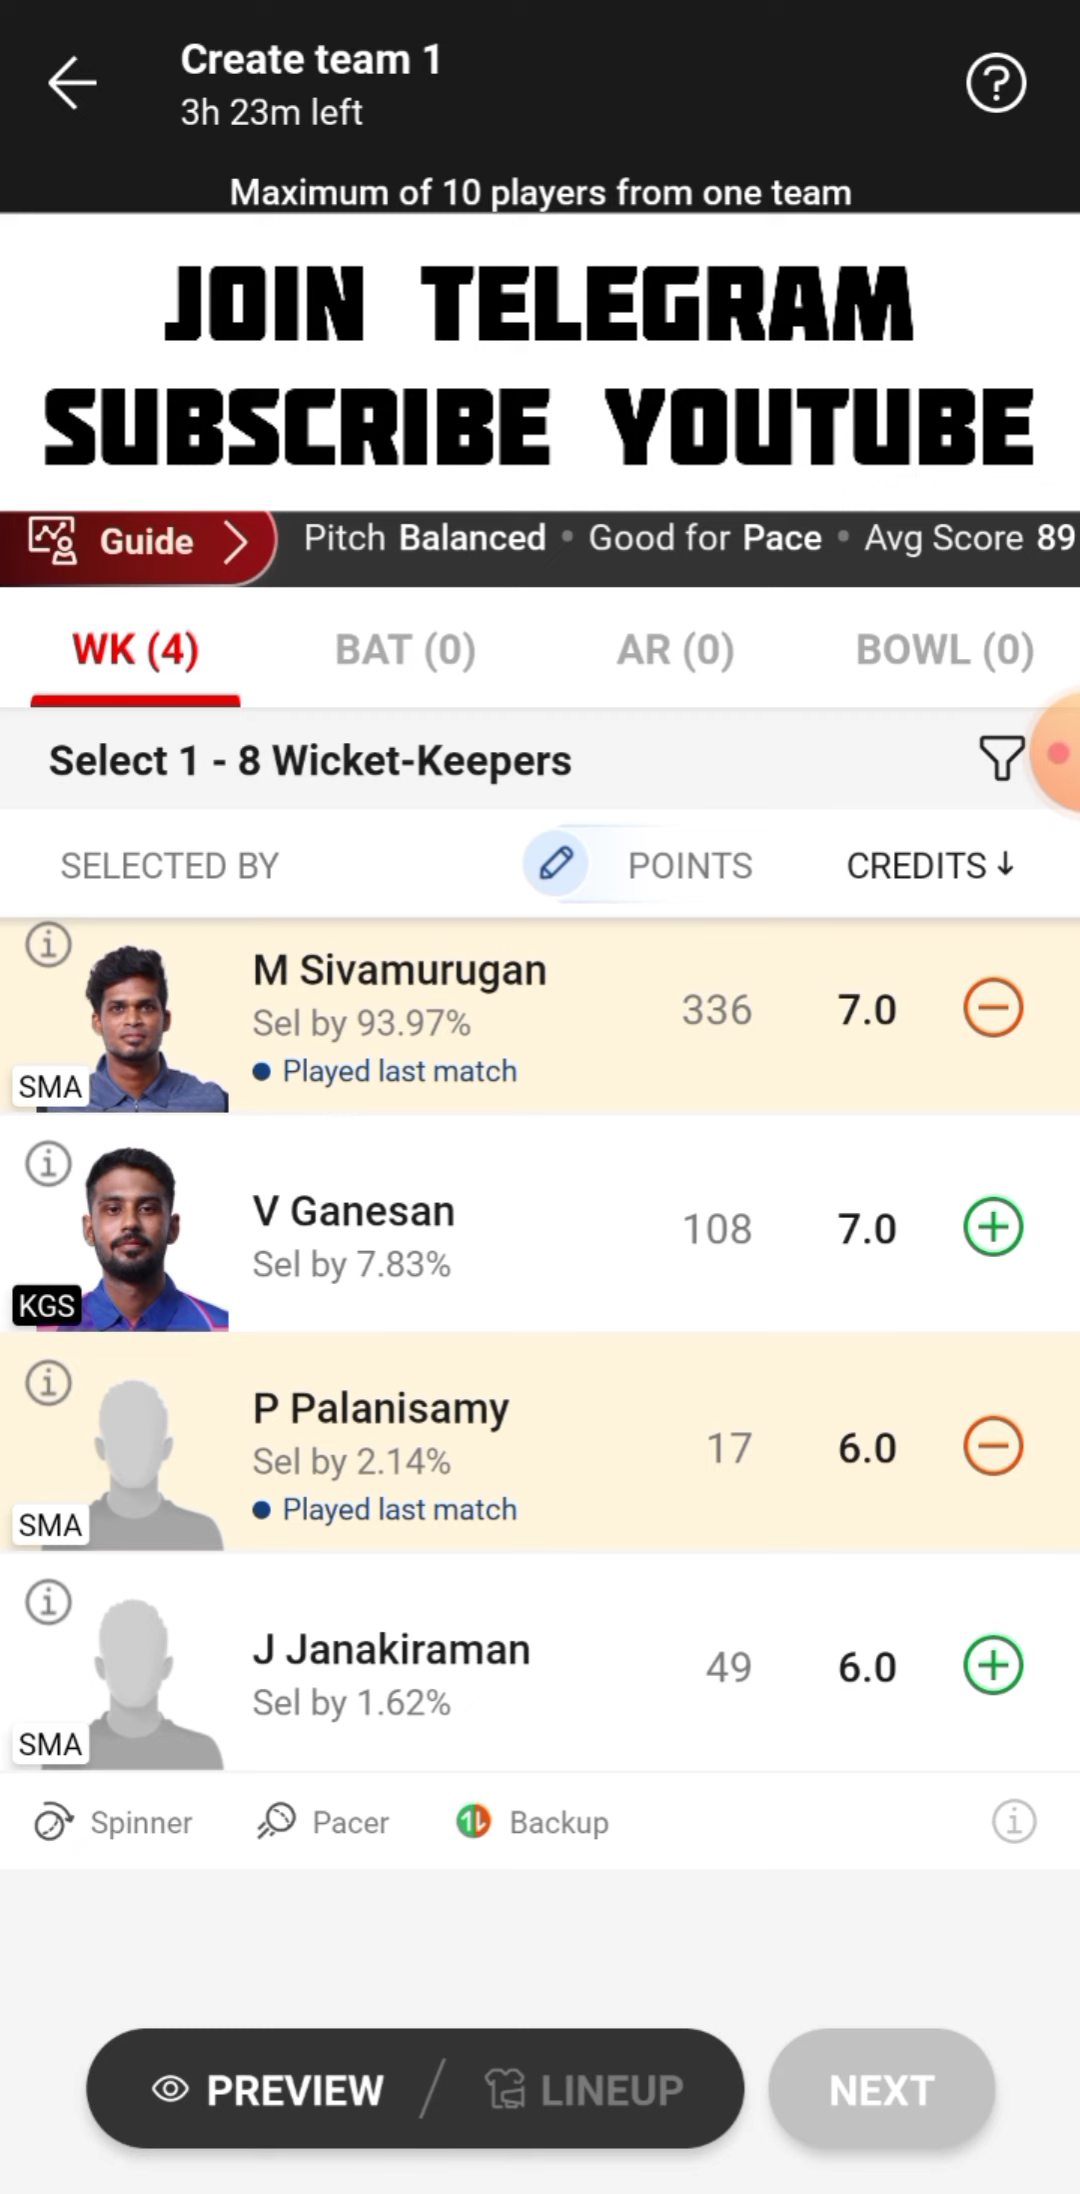 Create team 1
3h 23m left
Maximum of 10 players from one team
JOIN TELEGRAM
SUBSCRIBE YOUTUBE
Guide Pitch Balanced • Good for Pace • Avg Score 89
WK (4) BAT (0) AR (0) BOWL (0)
Select 1 - 8 Wicket-Keepers
SELECTED BY POINTS CREDITS ↓
M Sivamurugan
Sel by 93.97%
• Played last match
336 7.0
SMA
V Ganesan
Sel by 7.83%
108 7.0
KGS
P Palanisamy
Sel by 2.14%
• Played last match
17 6.0
SMA
J Janakiraman
Sel by 1.62%
49 6.0
SMA
Spinner Pacer Backup
PREVIEW / LINEUP NEXT